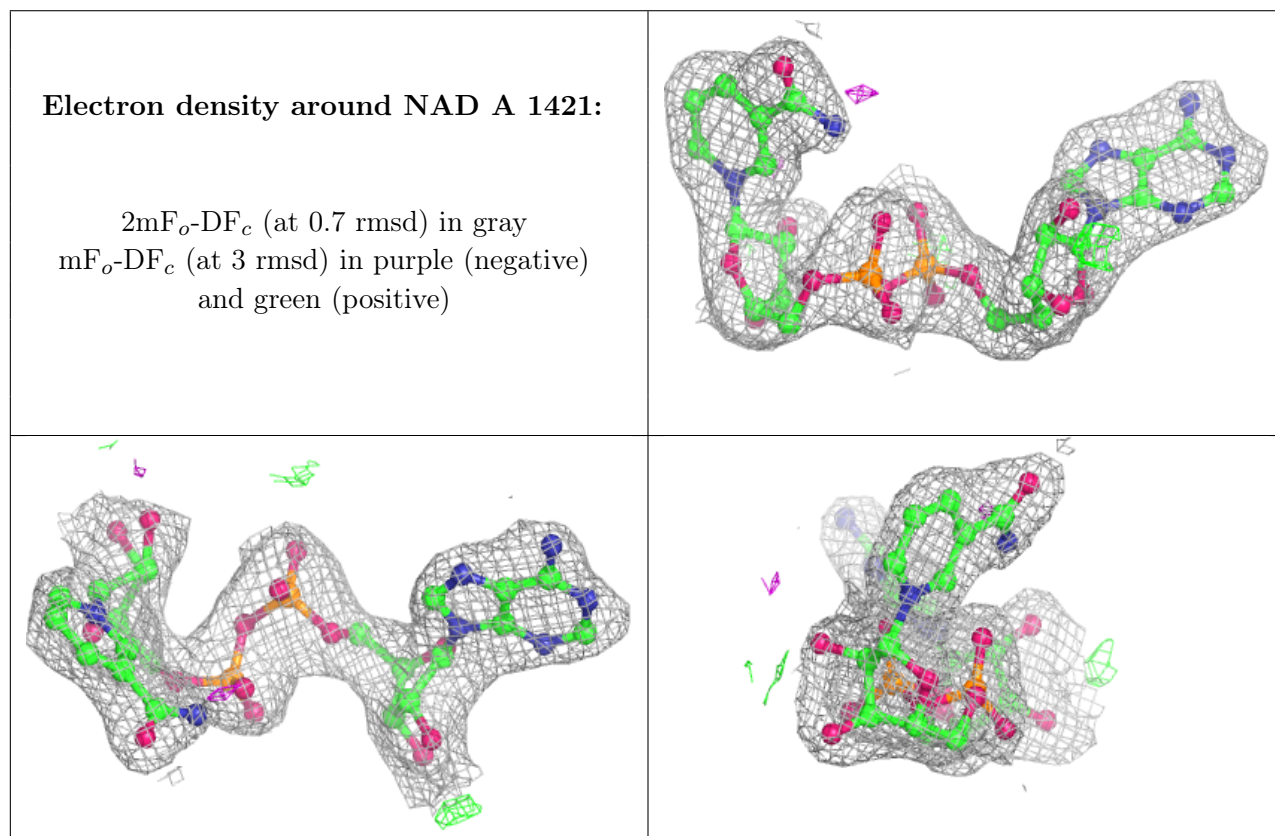 Electron density around NAD A 1421:
2mFo-DFc (at 0.7 rmsd) in gray
mFo-DFc (at 3 rmsd) in purple (negative)
and green (positive)